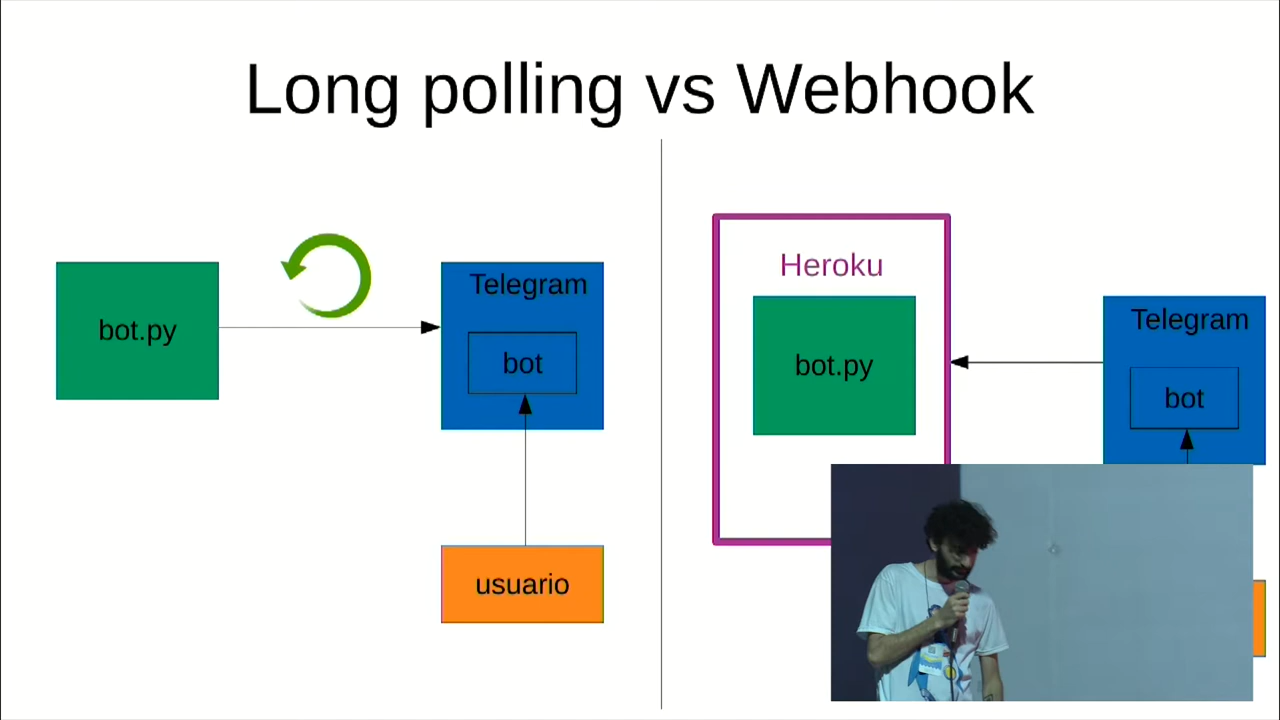 Long polling vs Webhook
bot.py
Telegram
bot
usuario
Heroku
bot.py
Telegram
bot